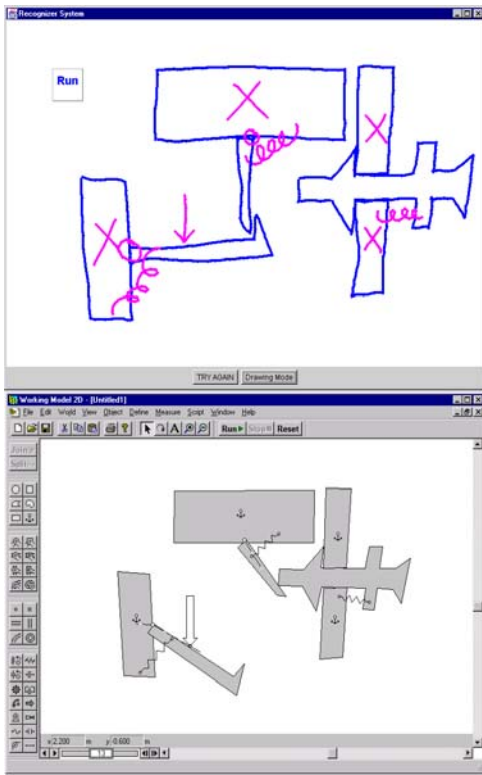 Recognizer System
Run
TRY AGAIN Drawing Mode
Working Model 2D - [Untitled1]
File Edit World View Object Define Measure Script Window Help
Run Stop Reset
Join
Split
x 2.200 m y -0.600 m